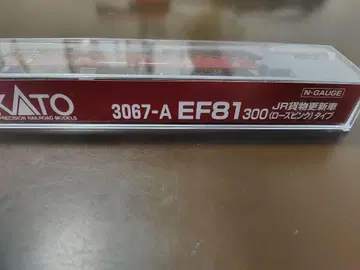 KATO
PRECISION RAILROAD MODELS
3067-A EF81 300 JR貨物更新車
(ローズピンク) タイプ
N-GAUGE